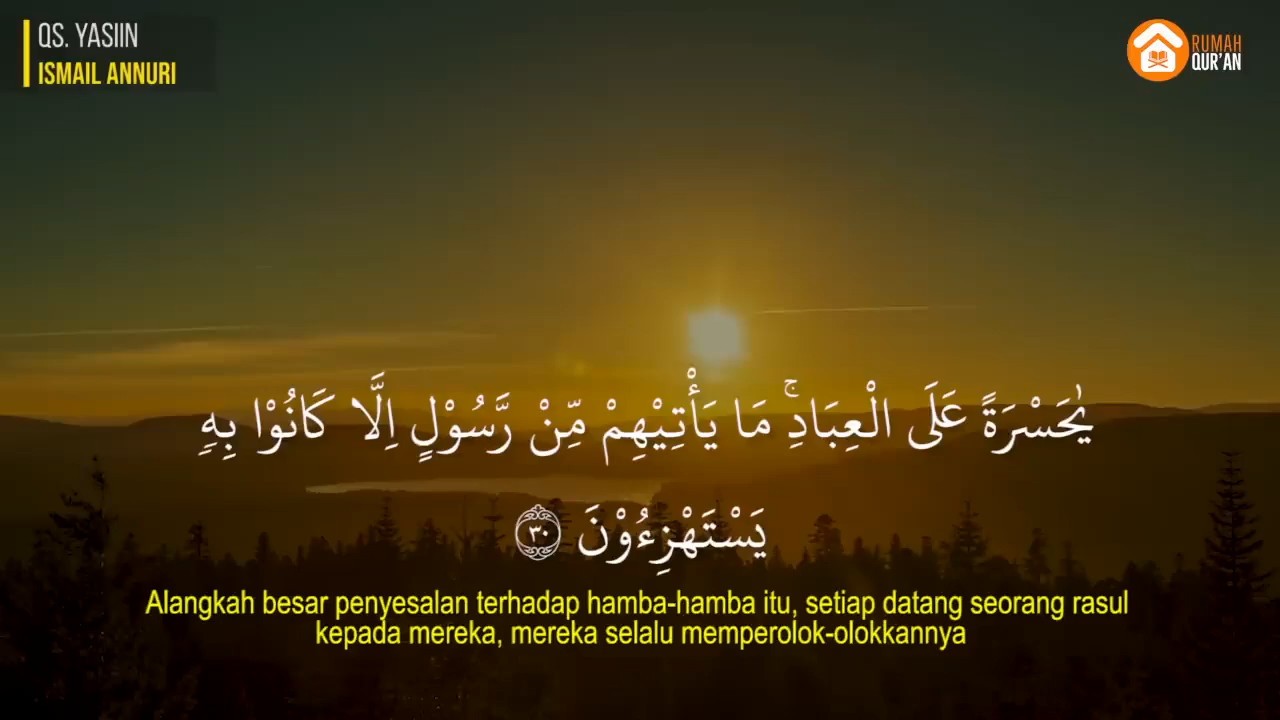 QS. YASIIN
ISMAIL ANNURI
RUMAH
QUR'AN
يٰحَسْرَةً عَلَى الْعِبَادِۚ مَا يَأْتِيْهِمْ مِّنْ رَّسُوْلٍ اِلَّا كَانُوْا بِهٖ
يَسْتَهْزِءُوْنَ ٣٠
Alangkah besar penyesalan terhadap hamba-hamba itu, setiap datang seorang rasul
kepada mereka, mereka selalu memperolok-olokkannya